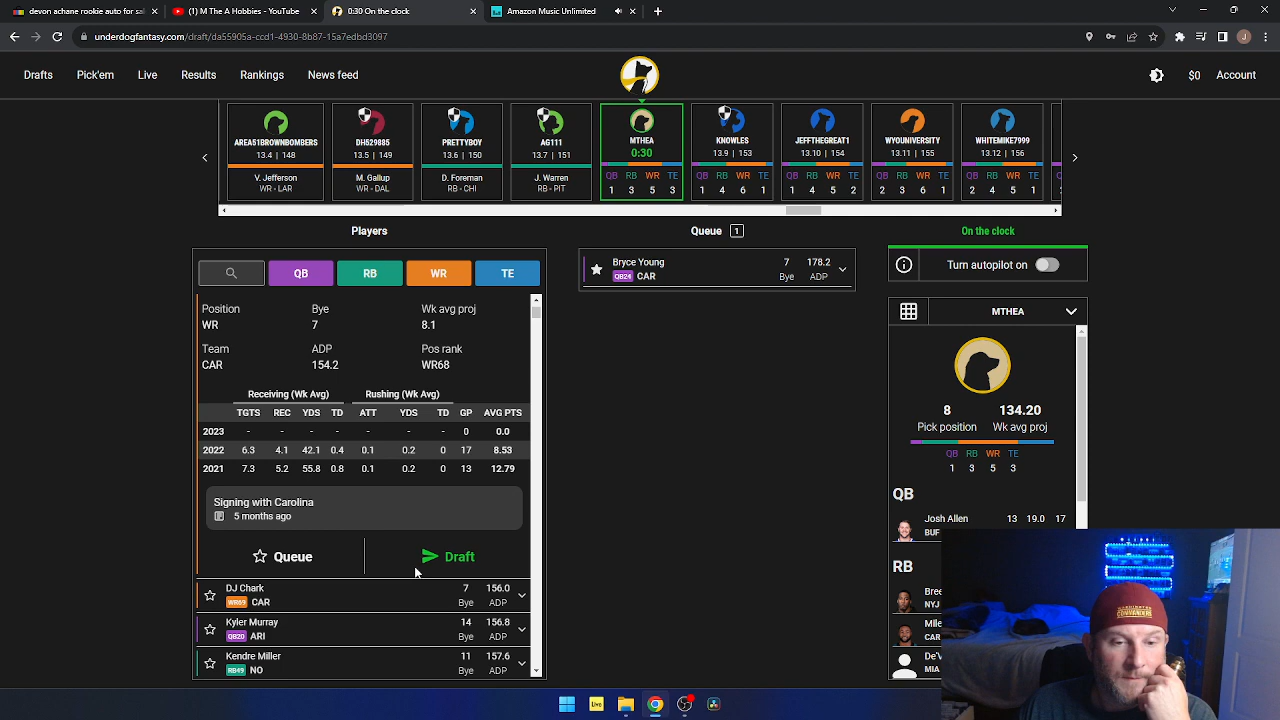 devon achane rookie auto for sal
(1) M The A Hobbies - YouTube
0:30 On the clock
Amazon Music Unlimited
underdogfantasy.com/draft/da55905a-ccd1-4930-8b87-15a7edbd3097
J
Drafts Pick'em Live Results Rankings News feed $0 Account
AREA51BROWNBOMBERS
13.4 | 148
V. Jefferson
WR - LAR
DH529885
13.5 | 149
M. Gallup
WR - DAL
PRETTYBOY
13.6 | 150
D. Foreman
RB - CHI
AG111
13.7 | 151
J. Warren
RB - PIT
MTHEA
0:30
QB RB WR TE
1 3 5 3
KNOWLES
13.9 | 153
QB RB WR TE
1 4 6 1
JEFFTHEGREAT1
13.10 | 154
QB RB WR TE
1 4 5 2
WYOUNIVERSITY
13.11 | 155
QB RB WR TE
2 3 6 1
WHITEMIKE7999
13.12 | 156
QB RB WR TE
2 4 5 1
Players
QB RB WR TE
Position Bye Wk avg proj
WR 7 8.1
Team ADP Pos rank
CAR 154.2 WR68
Receiving (Wk Avg) Rushing (Wk Avg)
TGTS REC YDS TD ATT YDS TD GP AVG PTS
2023 - - - - - - - 0 0.0
2022 6.3 4.1 42.1 0.4 0.1 0.2 0 17 8.53
2021 7.3 5.2 55.8 0.8 0.1 0.2 0 13 12.79
Signing with Carolina
5 months ago
Queue Draft
DJ Chark 7 156.0
WR69 CAR Bye ADP
Kyler Murray 14 156.8
QB20 ARI Bye ADP
Kendre Miller 11 157.6
RB49 NO Bye ADP
Queue 1
Bryce Young 7 178.2
QB24 CAR Bye ADP
On the clock
Turn autopilot on
MTHEA
8 134.20
Pick position Wk avg proj
QB RB WR TE
1 3 5 3
QB
Josh Allen 13 19.0 17
BUF
RB
Bree
NYJ
Mile
CAR
De'V
MIA
COMMANDERS
Live